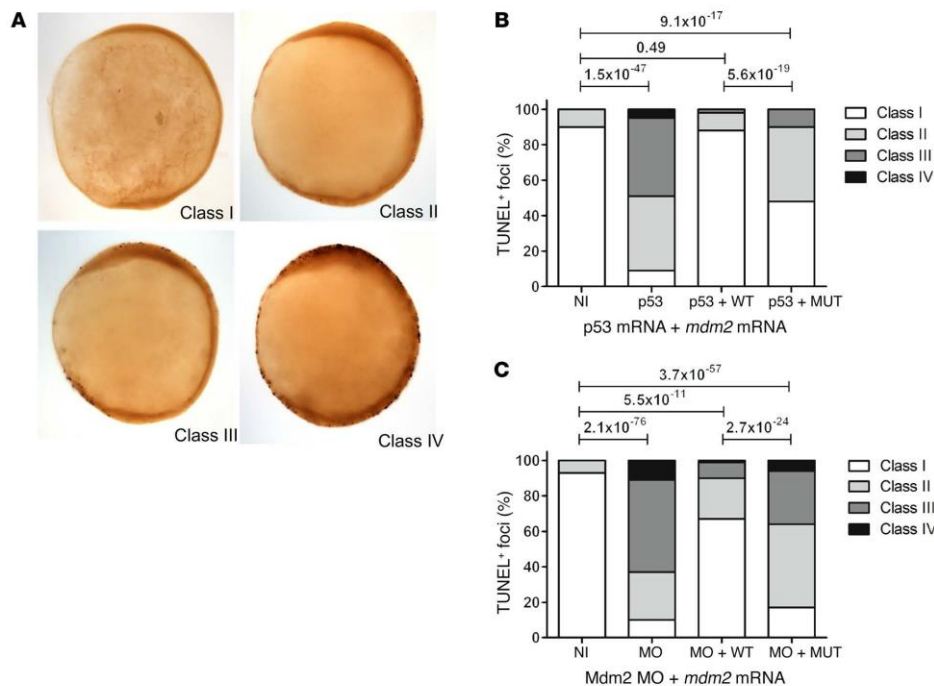 A
Class I
Class II
Class III
Class IV
B
9.1x10⁻¹⁷
0.49
1.5x10⁻⁴⁷
5.6x10⁻¹⁹
100
80
60
40
20
0
TUNEL⁺ foci (%)
NI
p53
p53 + WT
p53 + MUT
p53 mRNA + mdm2 mRNA
Class I
Class II
Class III
Class IV
C
3.7x10⁻⁵⁷
5.5x10⁻¹¹
2.1x10⁻⁷⁶
2.7x10⁻²⁴
100
80
60
40
20
0
TUNEL⁺ foci (%)
NI
MO
MO + WT
MO + MUT
Mdm2 MO + mdm2 mRNA
Class I
Class II
Class III
Class IV